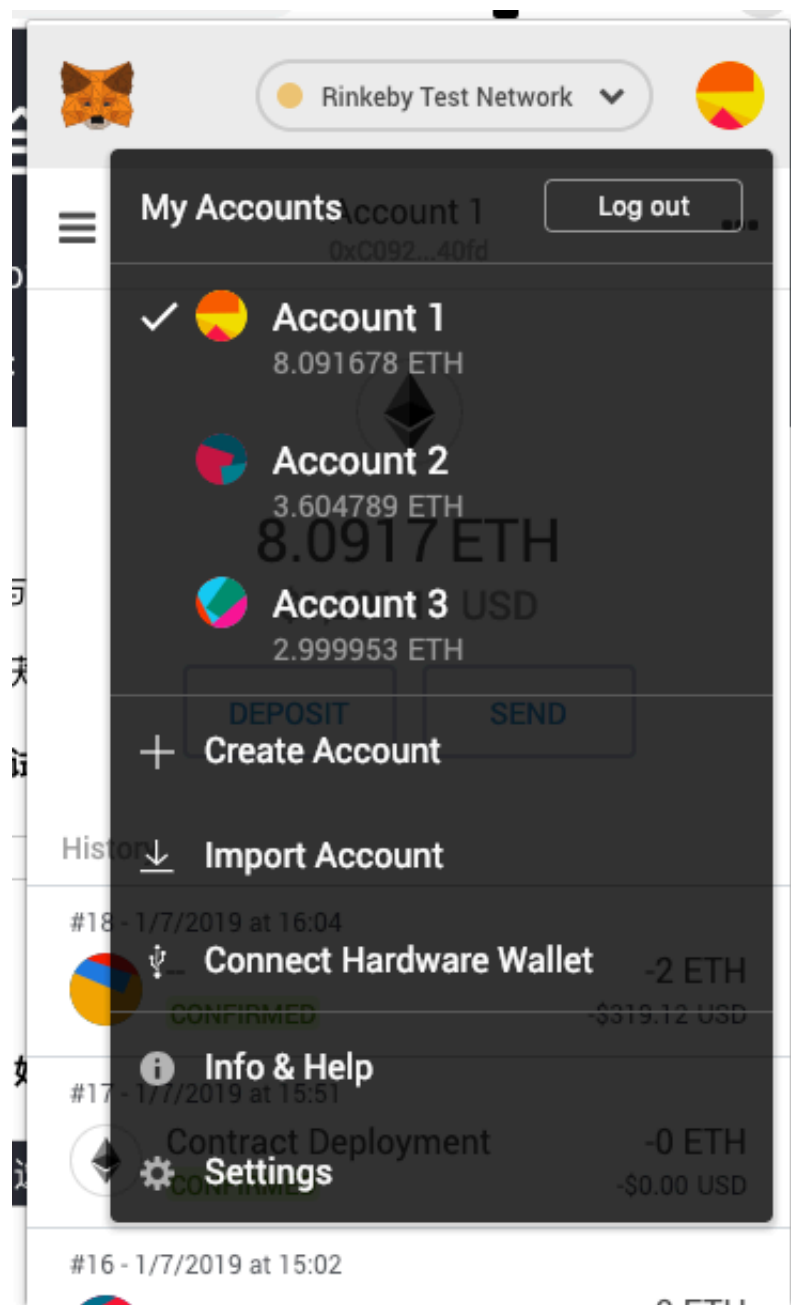 Rinkeby Test Network
My Accounts
Log out
Account 1
0xC092...40fd
Account 1
8.091678 ETH
Account 2
3.604789 ETH
8.0917 ETH
Account 3
USD
2.999953 ETH
DEPOSIT
SEND
Create Account
History
Import Account
#18 - 1/7/2019 at 16:04
Connect Hardware Wallet
-2 ETH
CONFIRMED
-$319.12 USD
Info & Help
#17 - 1/7/2019 at 15:51
Contract Deployment
-0 ETH
Settings
CONFIRMED
-$0.00 USD
#16 - 1/7/2019 at 15:02